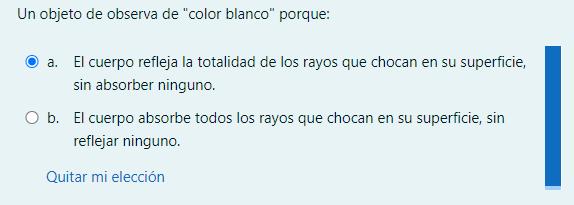 Un objeto de observa de "color blanco" porque:
a. El cuerpo refleja la totalidad de los rayos que chocan en su superficie,
sin absorber ninguno.
b. El cuerpo absorbe todos los rayos que chocan en su superficie, sin
reflejar ninguno.
Quitar mi elección